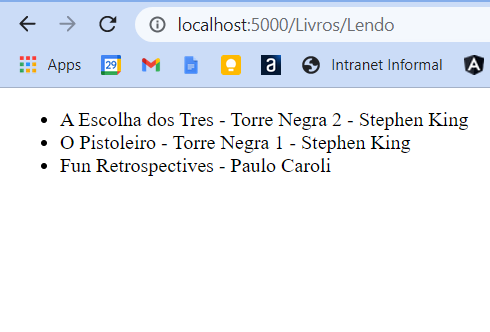 localhost:5000/Livros/Lendo
Apps 29 a Intranet Informal A
A Escolha dos Tres - Torre Negra 2 - Stephen King
O Pistoleiro - Torre Negra 1 - Stephen King
Fun Retrospectives - Paulo Caroli